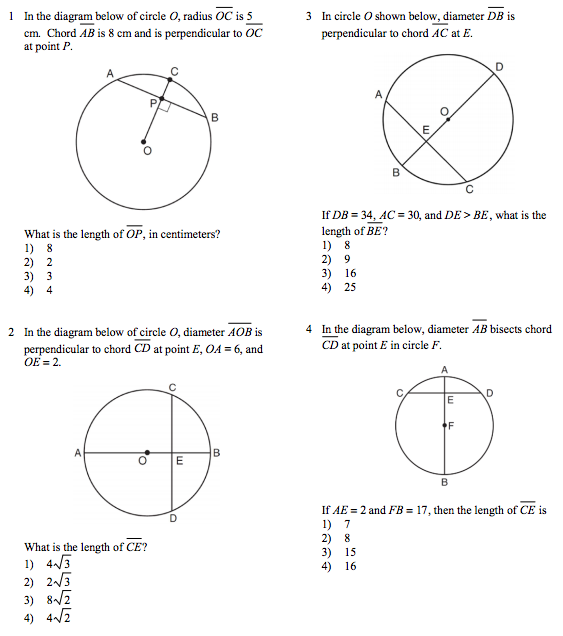 1 In the diagram below of circle O, radius OC is 5
cm. Chord AB is 8 cm and is perpendicular to OC
at point P.
A
C
P
B
O
What is the length of OP, in centimeters?
1) 8
2) 2
3) 3
4) 4
2 In the diagram below of circle O, diameter AOB is
perpendicular to chord CD at point E, OA = 6, and
OE = 2.
C
A
O
E
B
D
What is the length of CE?
1) 4√3
2) 2√3
3) 8√2
4) 4√2
3 In circle O shown below, diameter DB is
perpendicular to chord AC at E.
D
A
O
E
B
C
If DB = 34, AC = 30, and DE > BE, what is the
length of BE?
1) 8
2) 9
3) 16
4) 25
4 In the diagram below, diameter AB bisects chord
CD at point E in circle F.
A
C
D
E
F
B
If AE = 2 and FB = 17, then the length of CE is
1) 7
2) 8
3) 15
4) 16